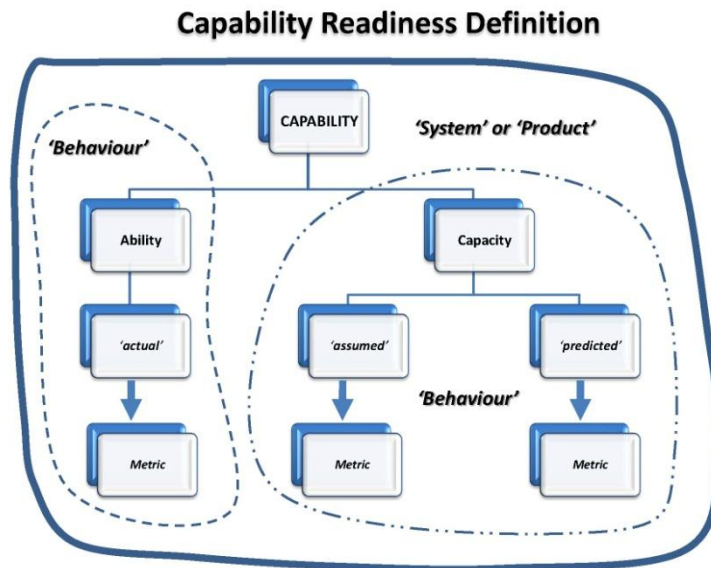 Capability Readiness Definition
CAPABILITY
‘System’ or ‘Product’
‘Behaviour’
Ability
Capacity
‘actual’
‘assumed’
‘predicted’
‘Behaviour’
Metric
Metric
Metric